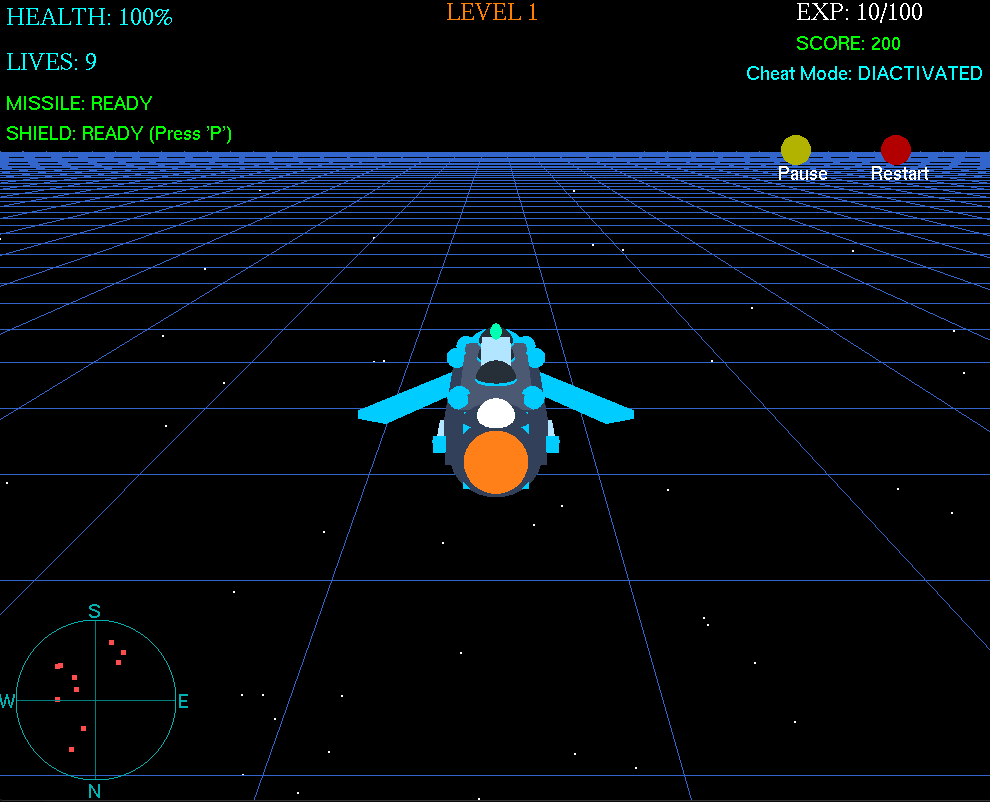 HEALTH: 100%
LEVEL 1
EXP: 10/100
SCORE: 200
LIVES: 9
Cheat Mode: DIACTIVATED
MISSILE: READY
SHIELD: READY (Press 'P')
Pause
Restart
S
W
E
N